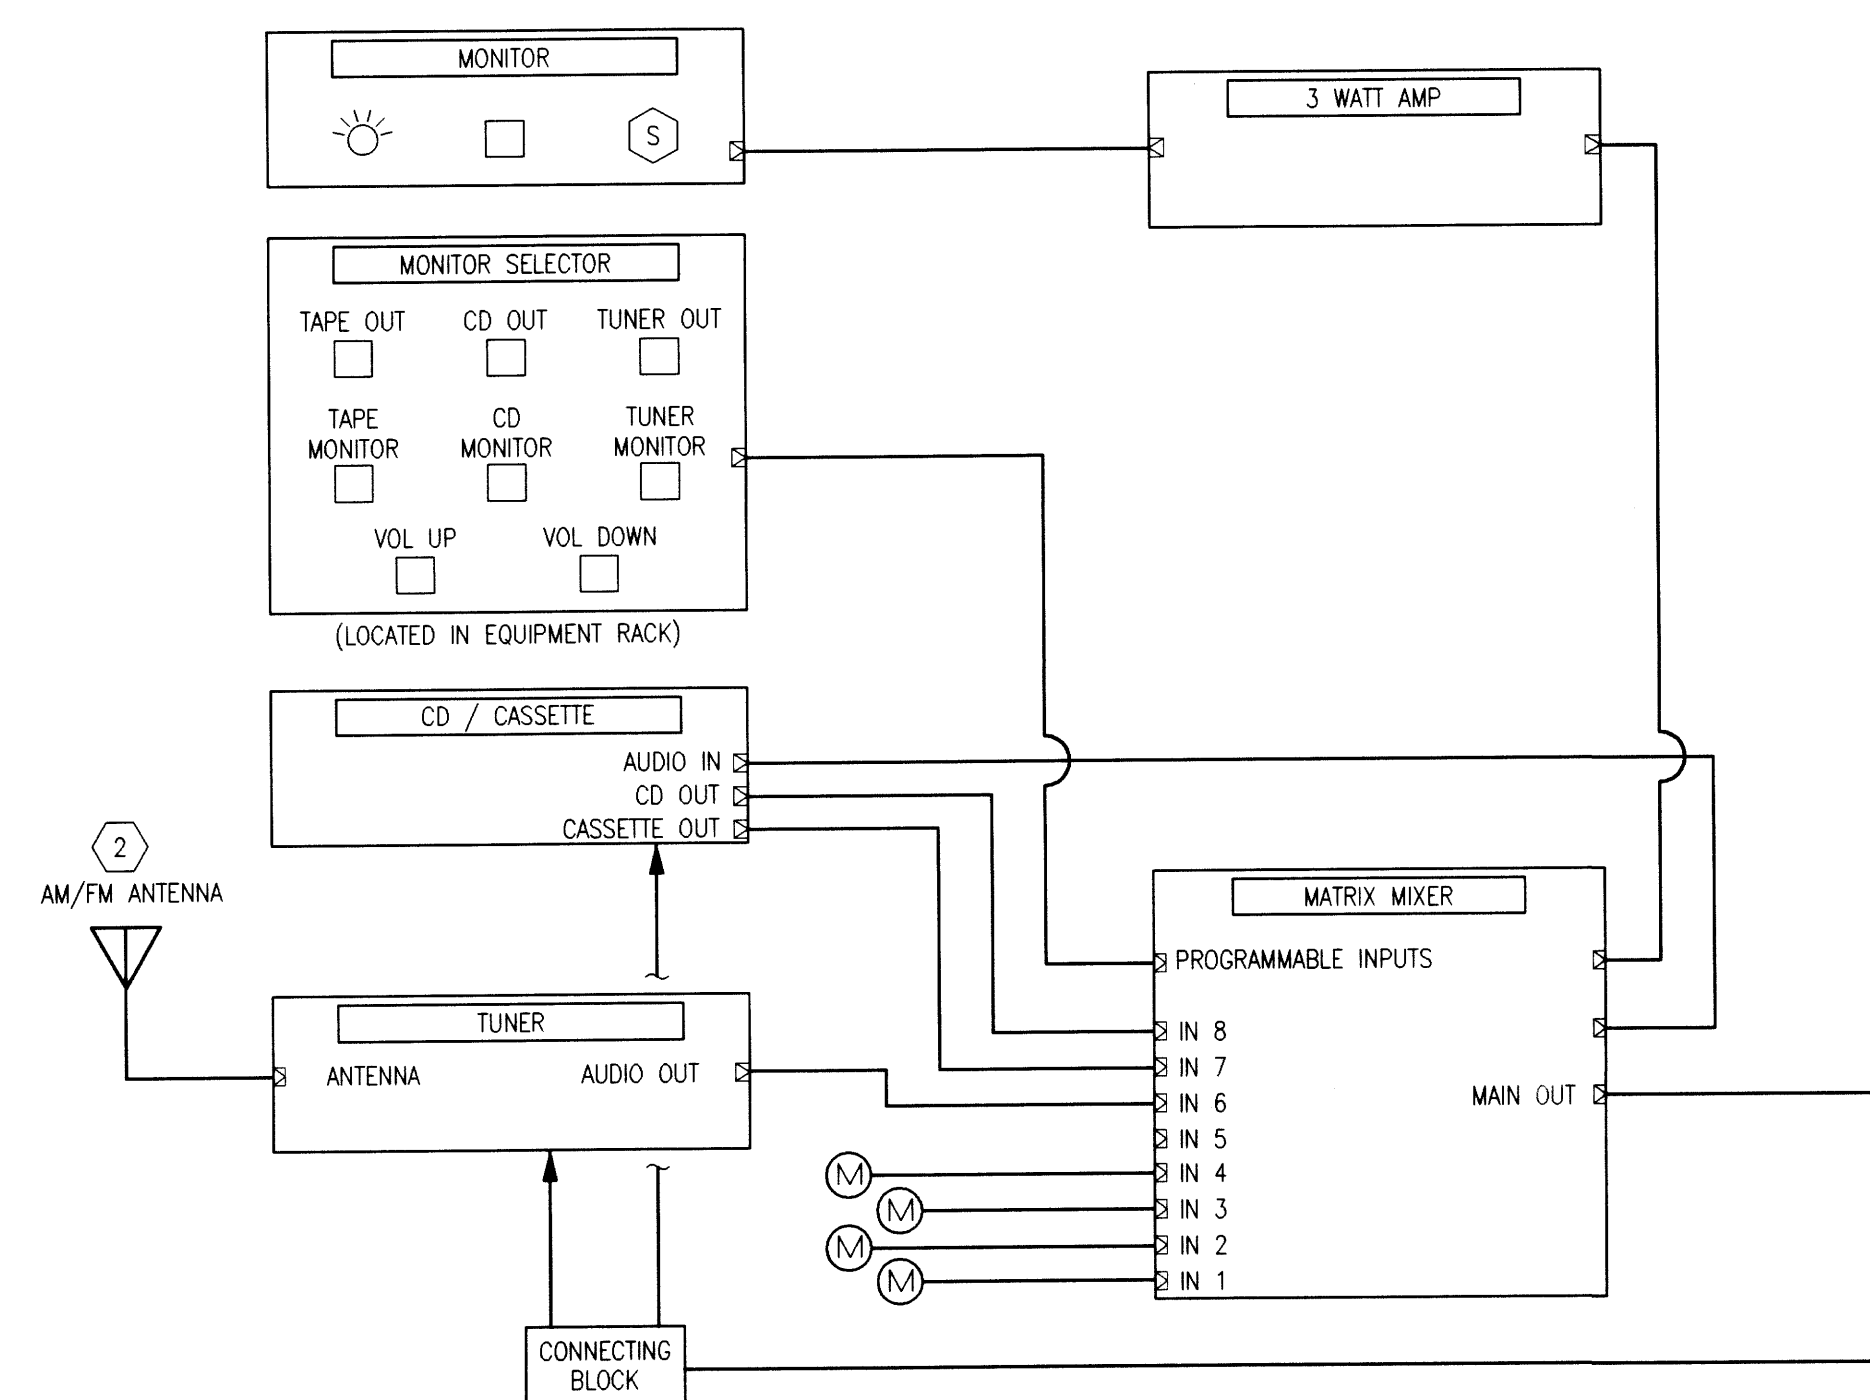 MONITOR
S
3 WATT AMP
MONITOR SELECTOR
TAPE OUT
CD OUT
TUNER OUT
TAPE
MONITOR
CD
MONITOR
TUNER
MONITOR
VOL UP
VOL DOWN
(LOCATED IN EQUIPMENT RACK)
CD / CASSETTE
AUDIO IN
CD OUT
CASSETTE OUT
2
AM/FM ANTENNA
TUNER
ANTENNA
AUDIO OUT
MATRIX MIXER
PROGRAMMABLE INPUTS
IN 8
IN 7
IN 6
IN 5
IN 4
IN 3
IN 2
IN 1
MAIN OUT
M
M
M
M
CONNECTING
BLOCK